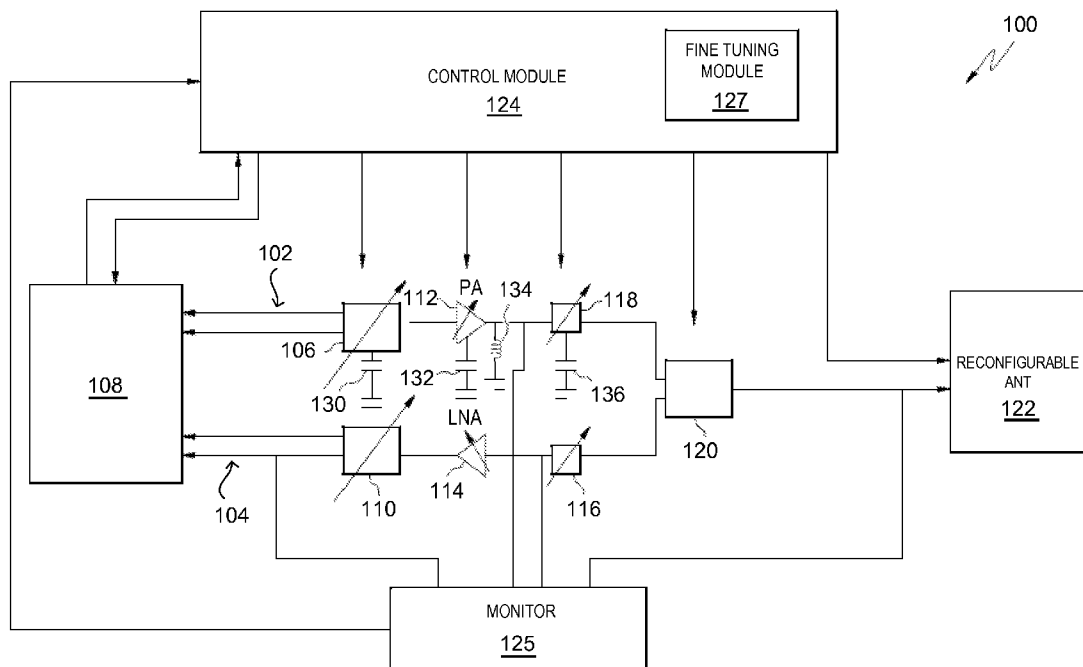 100
CONTROL MODULE
124
FINE TUNING
MODULE
127
102
112
PA
134
118
106
130
132
136
108
LNA
120
RECONFIGURABLE
ANT
122
104
110
114
116
MONITOR
125